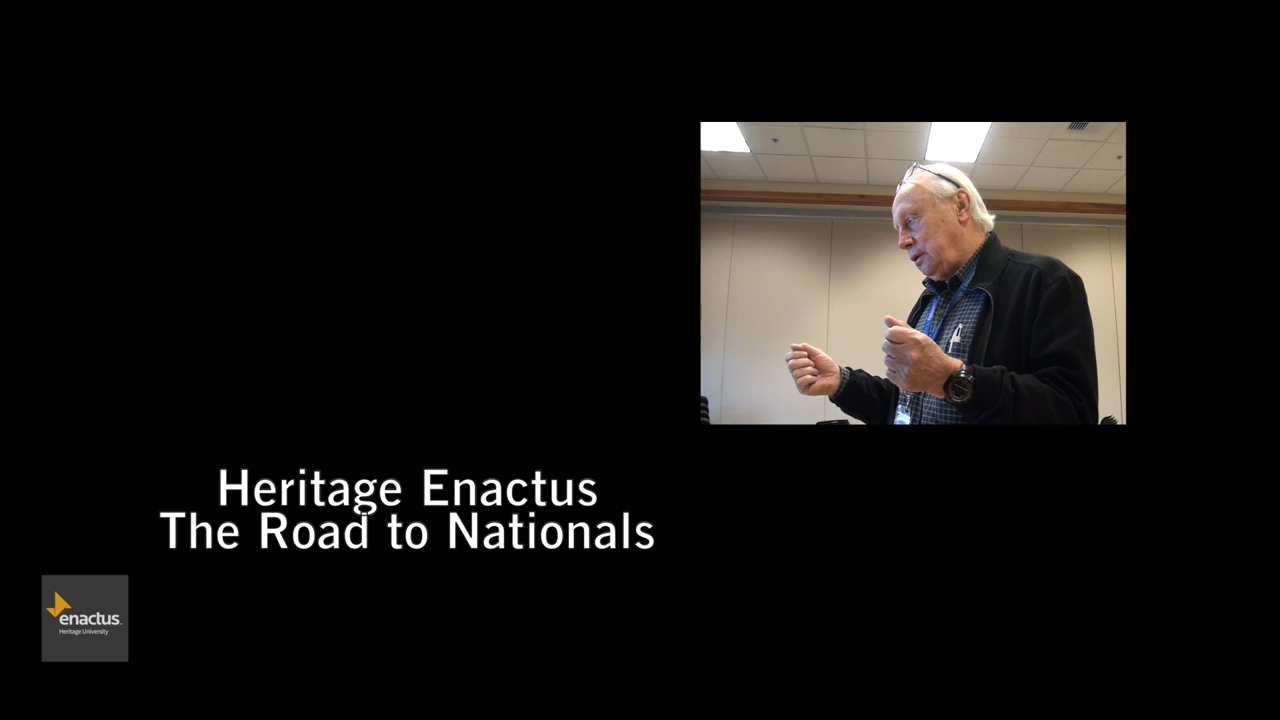 Heritage Enactus
The Road to Nationals
enactus
Heritage University